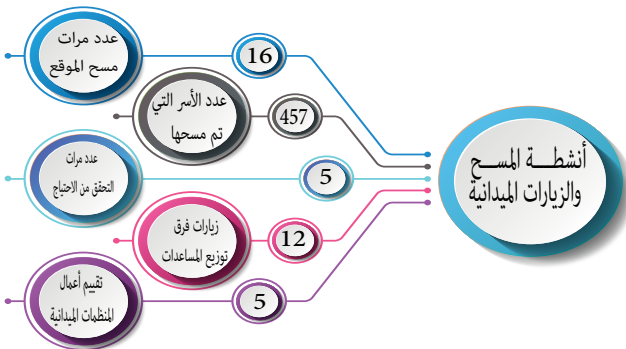 أنشطة المسح
والزيارات الميدانية
عدد مرات
مسح الموقع
16
عدد الأسر التي
تم مسحها
457
عدد مرات
التحقق من الاحتياج
5
زيارات فرق
توزيع المساعدات
12
تقييم أعمال
المنظمات الميدانية
5